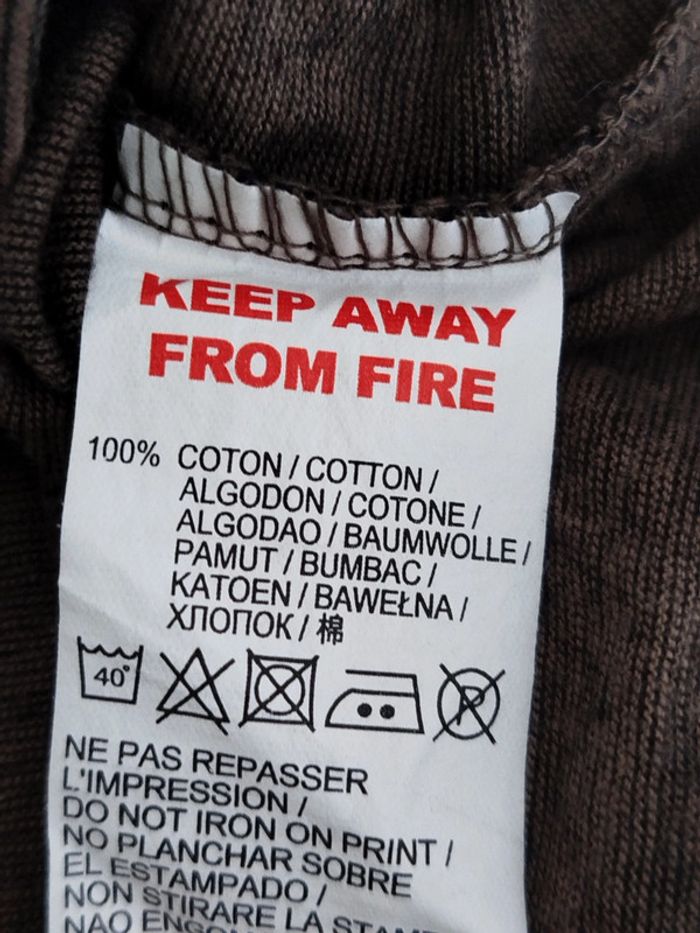 KEEP AWAY
FROM FIRE
100% COTON / COTTON /
ALGODON / COTONE /
ALGODAO / BAUMWOLLE /
PAMUT / BUMBAC /
KATOEN / BAWEŁNA /
ХЛОПОК / 棉
40° P
NE PAS REPASSER
L'IMPRESSION /
DO NOT IRON ON PRINT /
NO PLANCHAR SOBRE
EL ESTAMPADO /
NON STIRARE LA
NAO